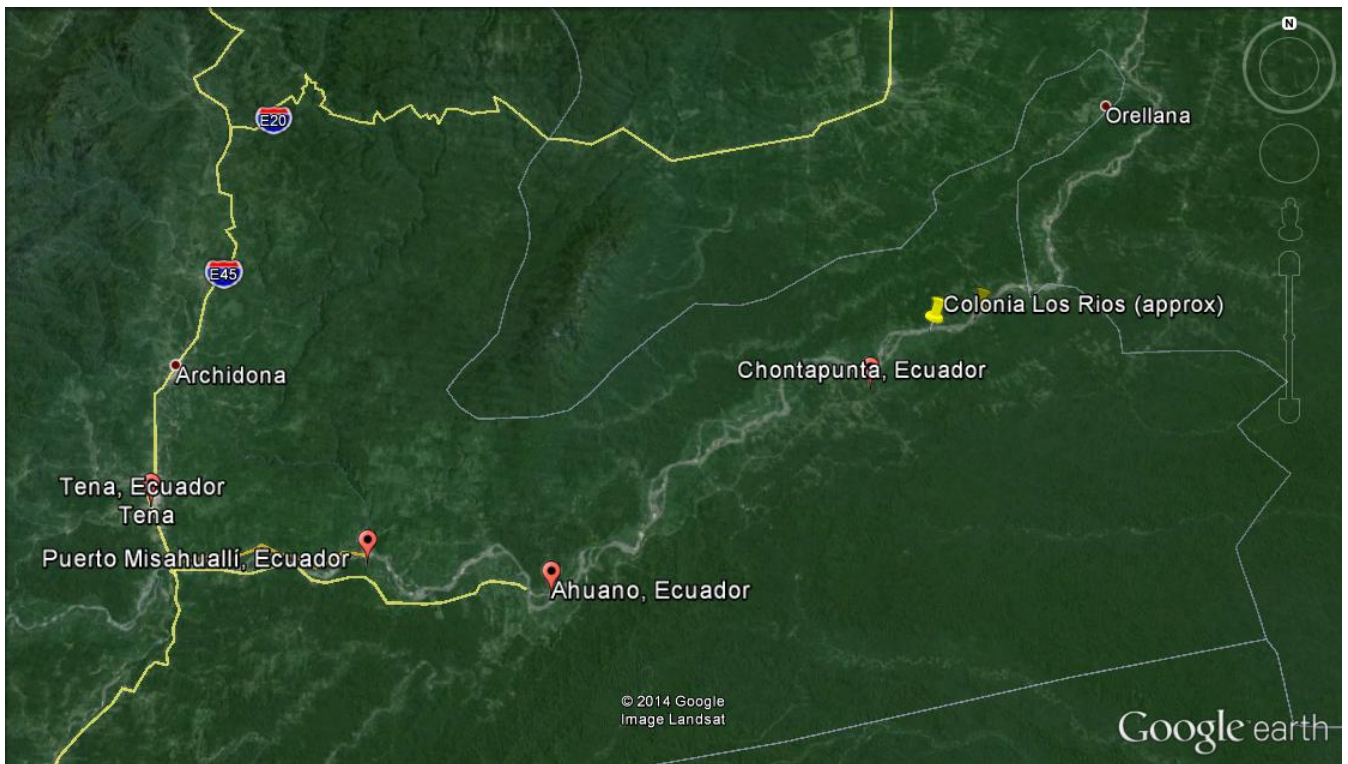 N
E20
Orellana
E45
Colonia Los Rios (approx)
Chontapunta, Ecuador
Archidona
Tena, Ecuador
Tena
Puerto Misahuallí, Ecuador
Ahuano, Ecuador
© 2014 Google
Image Landsat
Google earth